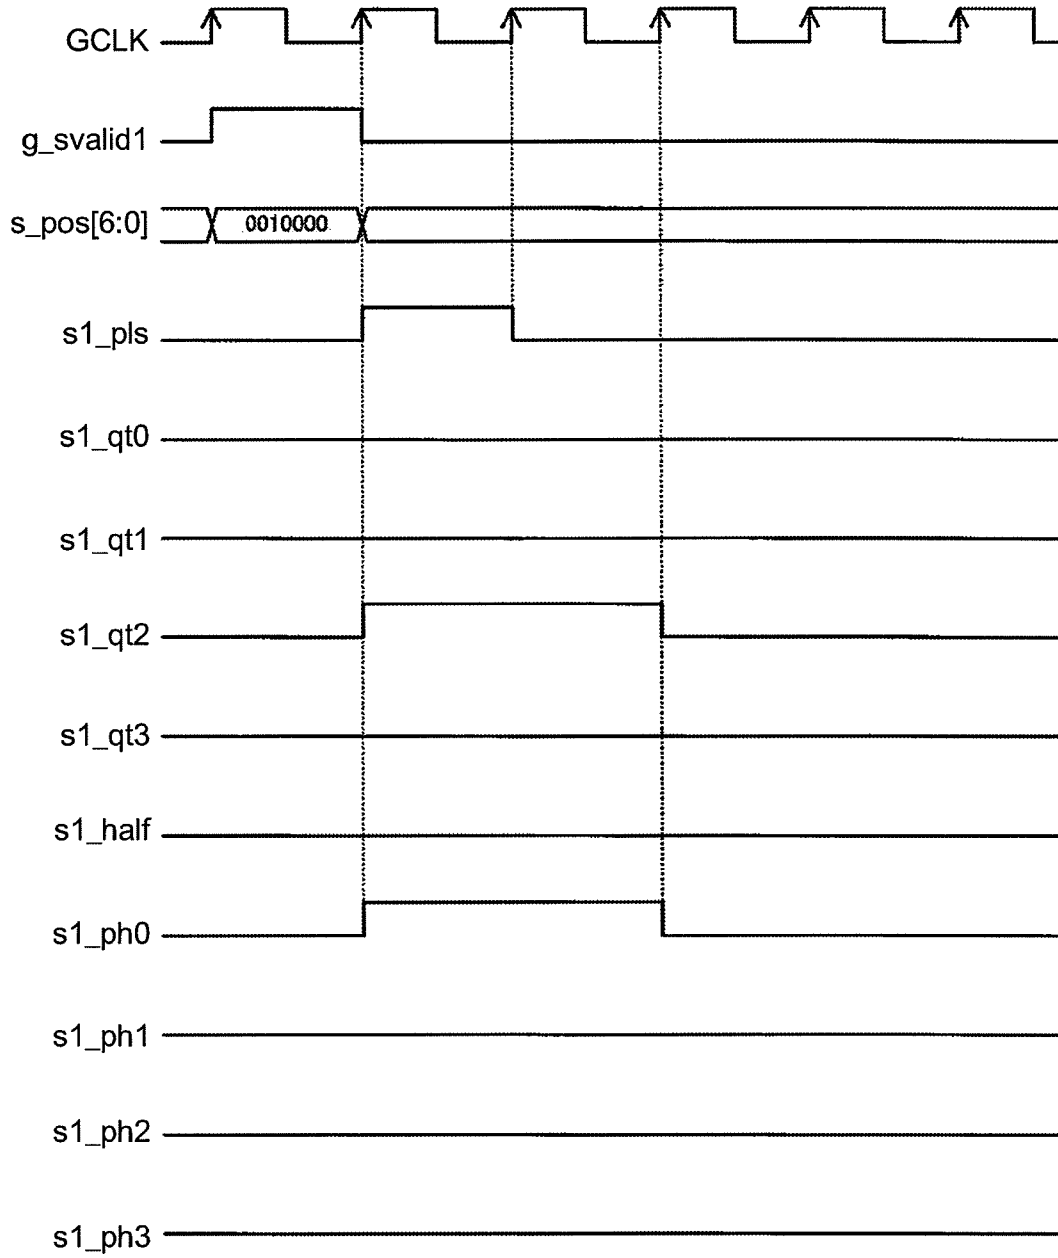 GCLK
g_svalid1
s_pos[6:0] 0010000
s1_pls
s1_qt0
s1_qt1
s1_qt2
s1_qt3
s1_half
s1_ph0
s1_ph1
s1_ph2
s1_ph3